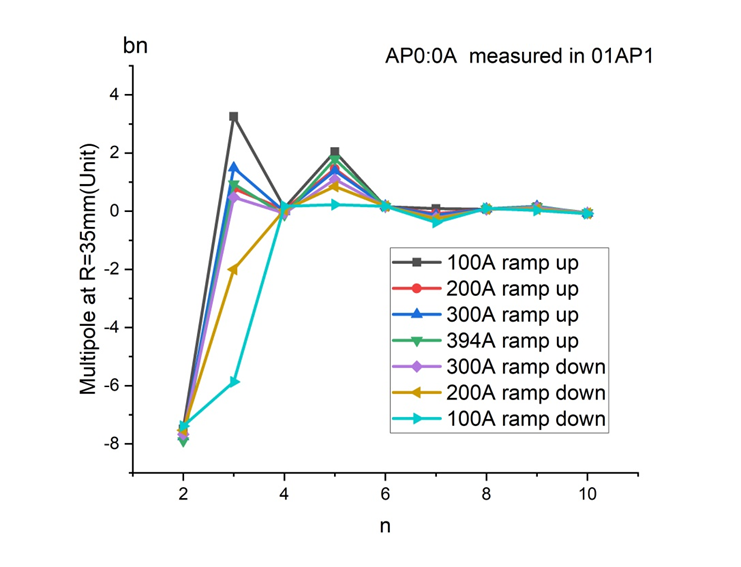 bn
AP0:0A measured in 01AP1
Multipole at R=35mm(Unit)
4
2
0
-2
-4
-6
-8
100A ramp up
200A ramp up
300A ramp up
394A ramp up
300A ramp down
200A ramp down
100A ramp down
2 4 6 8 10
n